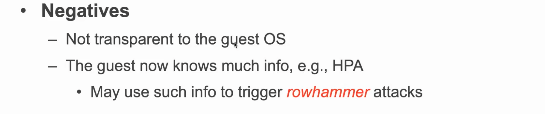 • Negatives
– Not transparent to the guest OS
– The guest now knows much info, e.g., HPA
• May use such info to trigger rowhammer attacks